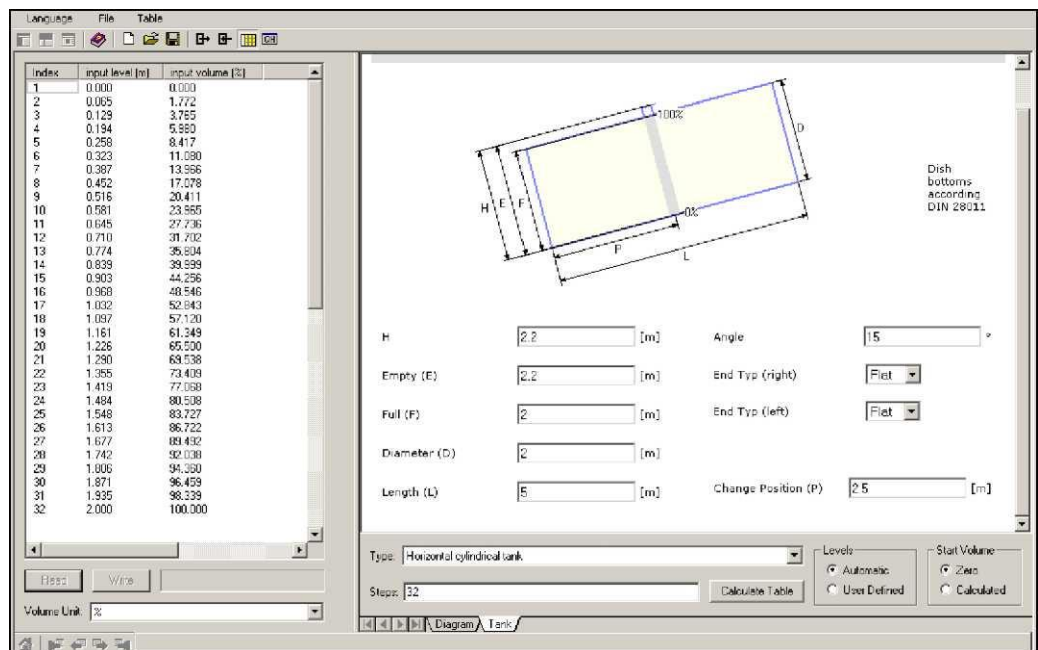 Language File Table
Index input level [m] input volume [%]
1 0.000 0.000
2 0.065 1.772
3 0.129 3.765
4 0.194 5.980
5 0.258 8.417
6 0.323 11.080
7 0.387 13.966
8 0.452 17.078
9 0.516 20.411
10 0.581 23.965
11 0.645 27.736
12 0.710 31.702
13 0.774 35.804
14 0.839 39.999
15 0.903 44.256
16 0.968 48.546
17 1.032 52.843
18 1.097 57.120
19 1.161 61.349
20 1.226 65.500
21 1.290 69.538
22 1.355 73.409
23 1.419 77.068
24 1.484 80.508
25 1.548 83.727
26 1.613 86.722
27 1.677 89.492
28 1.742 92.038
29 1.806 94.360
30 1.871 96.459
31 1.935 98.339
32 2.000 100.000
Read Write
Volume Unit: %
100%
D
H E F
0%
P
L
Dish
bottoms
according
DIN 28011
H 2.2 [m] Angle 15 °
Empty (E) 2.2 [m] End Typ (right) Flat
Full (F) 2 [m] End Typ (left) Flat
Diameter (D) 2 [m]
Length (L) 5 [m] Change Position (P) 2.5 [m]
Type: Horizontal cylindrical tank
Steps: 32 Calculate Table
Levels
Automatic
User Defined
Start Volume
Zero
Calculated
Diagram Tank